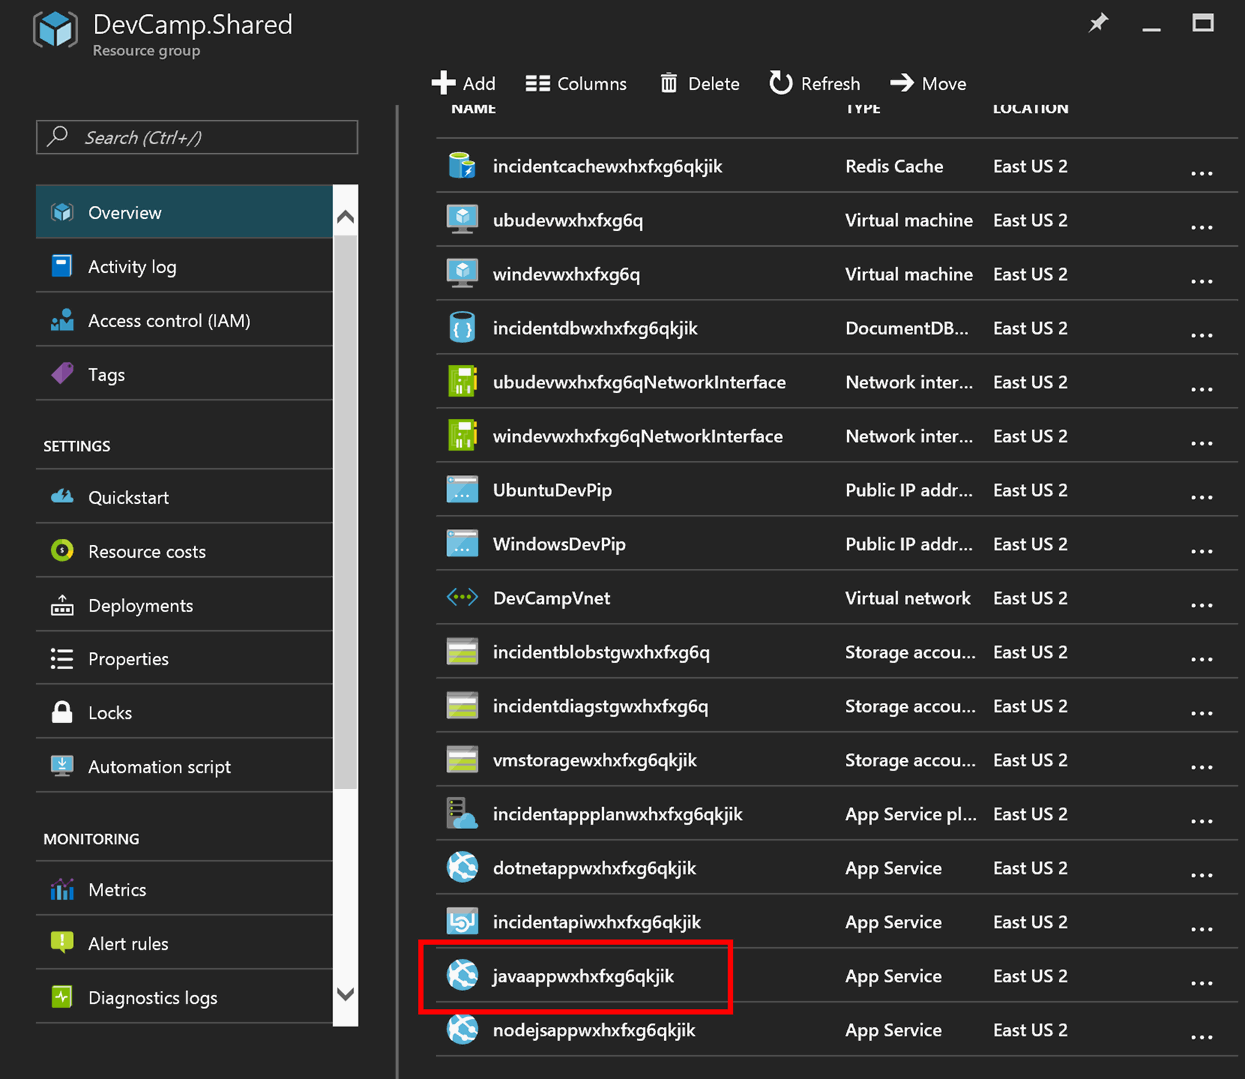 DevCamp.Shared
Resource group
Add Columns Delete Refresh Move
Search (Ctrl+/)
Overview
Activity log
Access control (IAM)
Tags
SETTINGS
Quickstart
Resource costs
Deployments
Properties
Locks
Automation script
MONITORING
Metrics
Alert rules
Diagnostics logs
NAME TYPE LOCATION
incidentcachewxhxfxg6qkjik Redis Cache East US 2 ...
ubudevwxhxfxg6q Virtual machine East US 2 ...
windevwxhxfxg6q Virtual machine East US 2 ...
incidentdbwxhxfxg6qkjik DocumentDB... East US 2 ...
ubudevwxhxfxg6qNetworkInterface Network inter... East US 2 ...
windevwxhxfxg6qNetworkInterface Network inter... East US 2 ...
UbuntuDevPip Public IP addr... East US 2 ...
WindowsDevPip Public IP addr... East US 2 ...
DevCampVnet Virtual network East US 2 ...
incidentblobstgwxhxfxg6q Storage accou... East US 2 ...
incidentdiagstgwxhxfxg6q Storage accou... East US 2 ...
vmstoragewxhxfxg6qkjik Storage accou... East US 2 ...
incidentappplanwxhxfxg6qkjik App Service pl... East US 2 ...
dotnetappwxhxfxg6qkjik App Service East US 2 ...
incidentapiwxhxfxg6qkjik App Service East US 2 ...
javaappwxhxfxg6qkjik App Service East US 2 ...
nodejsappwxhxfxg6qkjik App Service East US 2 ...